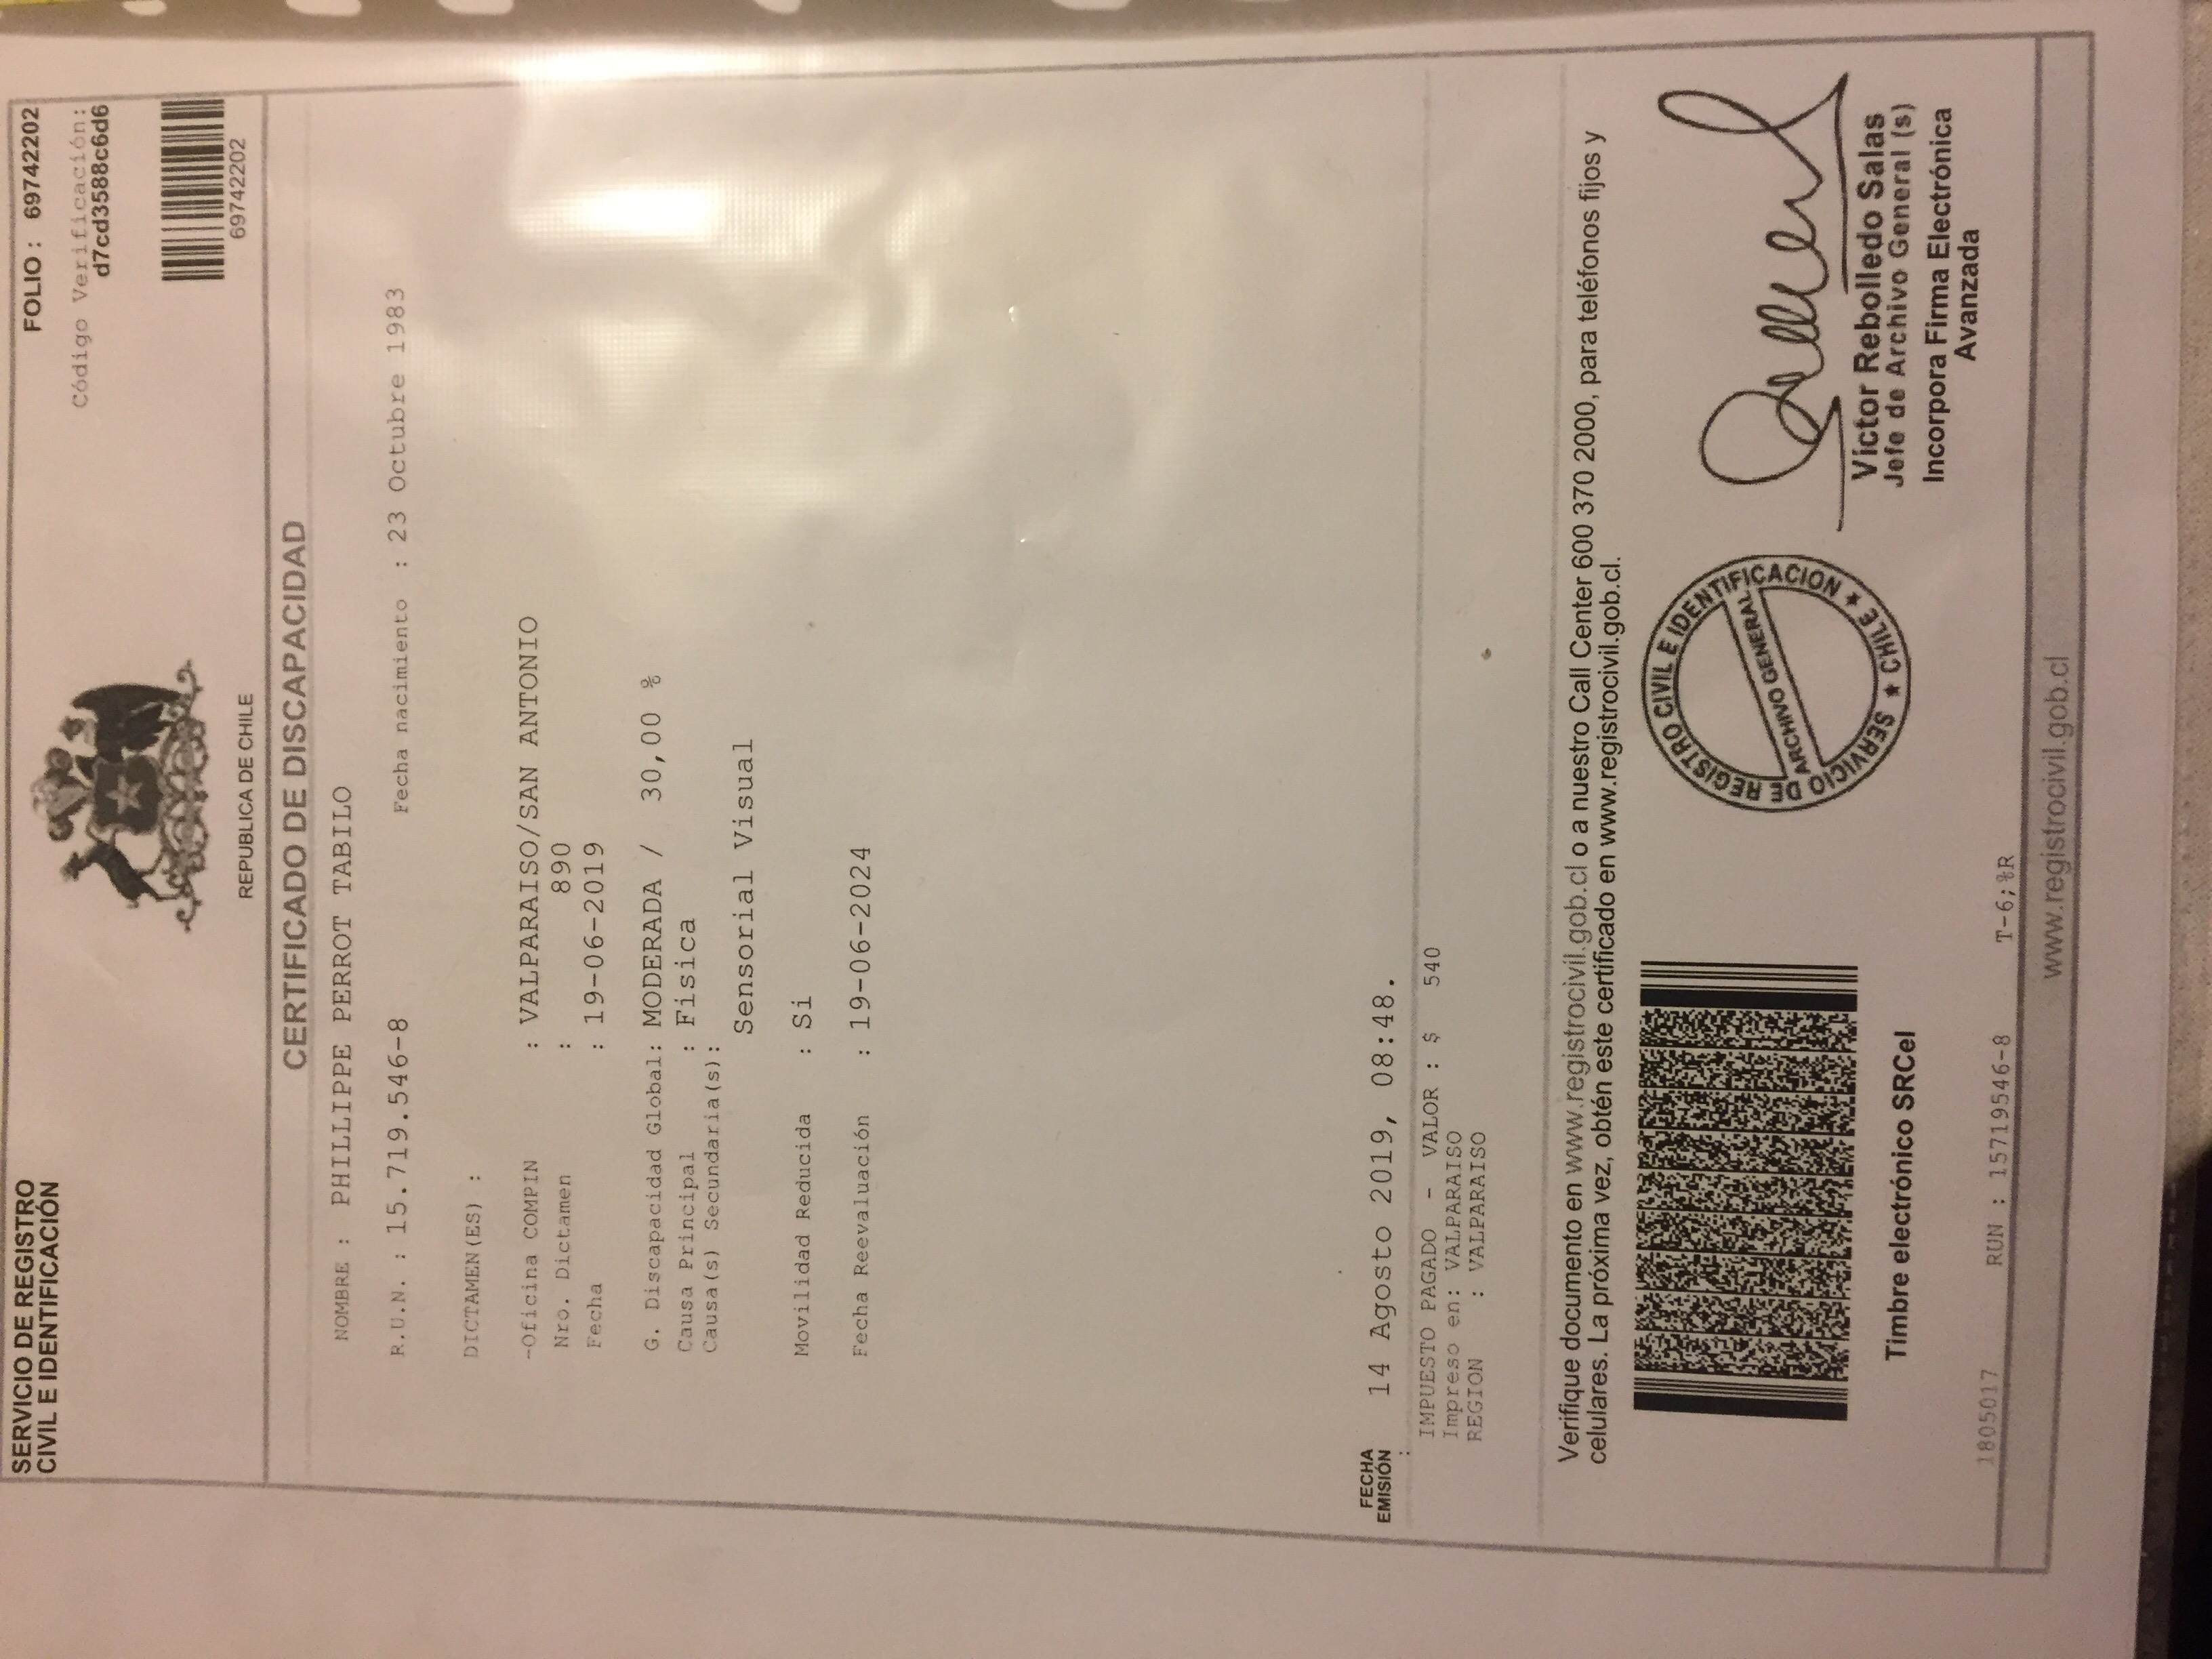 SERVICIO DE REGISTRO
CIVIL E IDENTIFICACIÓN
FOLIO : 69742202
Código Verificación:
d7cd3588c6d6
69742202
REPUBLICA DE CHILE
CERTIFICADO DE DISCAPACIDAD
NOMBRE : PHILLIPPE PERROT TABILO
R.U.N. : 15.719.546-8 Fecha nacimiento : 23 Octubre 1983
DICTAMEN(ES) :
-Oficina COMPIN : VALPARAISO/SAN ANTONIO
Nro. Dictamen : 890
Fecha : 19-06-2019
G. Discapacidad Global: MODERADA / 30,00 %
Causa Principal : Fisica
Causa(s) Secundaria(s):
Sensorial Visual
Movilidad Reducida : Si
Fecha Reevaluación : 19-06-2024
FECHA
EMISIÓN
: 14 Agosto 2019, 08:48.
IMPUESTO PAGADO - VALOR : $ 540
Impreso en: VALPARAISO
REGION : VALPARAISO
Verifique documento en www.registrocivil.gob.cl o a nuestro Call Center 600 370 2000, para teléfonos fijos y
celulares. La próxima vez, obtén este certificado en www.registrocivil.gob.cl.
SERVICIO DE REGISTRO CIVIL E IDENTIFICACION
ARCHIVO GENERAL
★ CHILE ★
Timbre electrónico SRCel
Víctor Rebolledo Salas
Jefe de Archivo General (s)
Incorpora Firma Electrónica
Avanzada
1805017 RUN : 15719546-8 T-6;%R
www.registrocivil.gob.cl